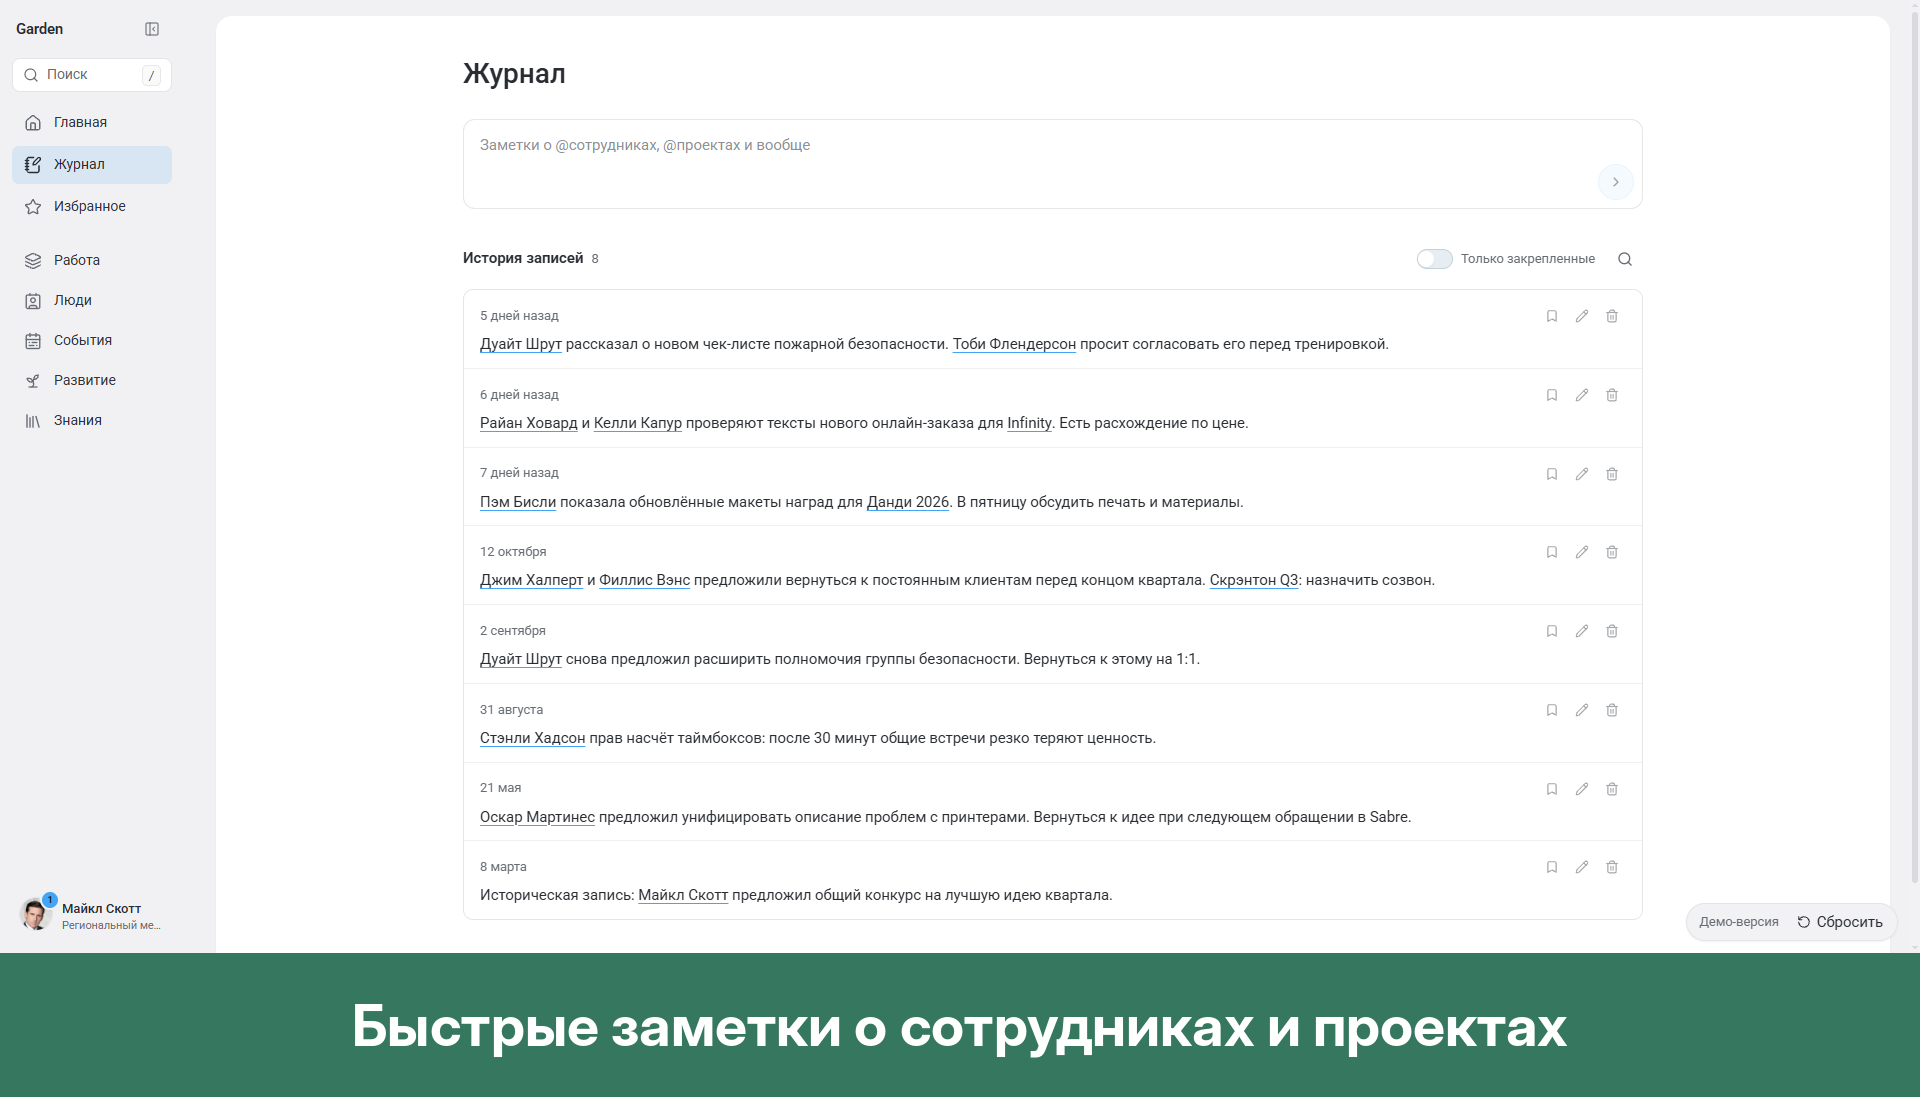 Garden
Поиск
/
Главная
Журнал
Избранное
Работа
Люди
События
Развитие
Знания
1
Майкл Скотт
Региональный ме...
Журнал
Заметки о @сотрудниках, @проектах и вообще
История записей 8
Только закрепленные
5 дней назад
Дуайт Шрут рассказал о новом чек-листе пожарной безопасности. Тоби Флендерсон просит согласовать его перед тренировкой.
6 дней назад
Райан Ховард и Келли Капур проверяют тексты нового онлайн-заказа для Infinity. Есть расхождение по цене.
7 дней назад
Пэм Бисли показала обновлённые макеты наград для Данди 2026. В пятницу обсудить печать и материалы.
12 октября
Джим Халперт и Филлис Вэнс предложили вернуться к постоянным клиентам перед концом квартала. Скрэнтон Q3: назначить созвон.
2 сентября
Дуайт Шрут снова предложил расширить полномочия группы безопасности. Вернуться к этому на 1:1.
31 августа
Стэнли Хадсон прав насчёт таймбоксов: после 30 минут общие встречи резко теряют ценность.
21 мая
Оскар Мартинес предложил унифицировать описание проблем с принтерами. Вернуться к идее при следующем обращении в Sabre.
8 марта
Историческая запись: Майкл Скотт предложил общий конкурс на лучшую идею квартала.
Демо-версия
Сбросить
Быстрые заметки о сотрудниках и проектах